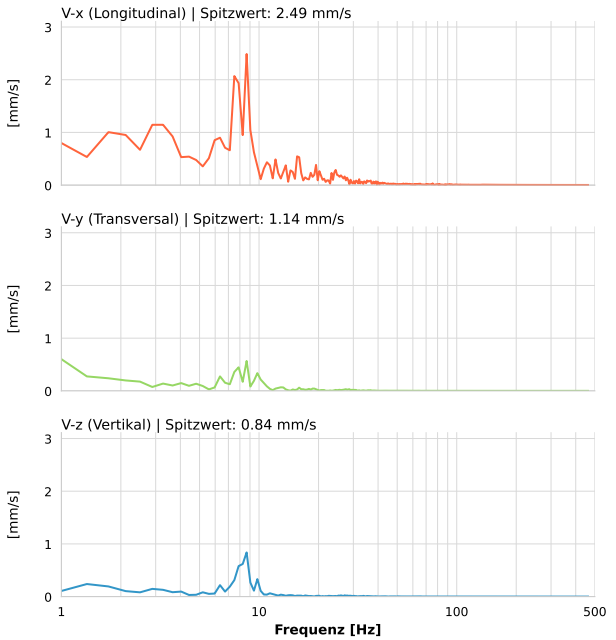 V-x (Longitudinal) | Spitzwert: 2.49 mm/s
3
2
1
0
[mm/s]
V-y (Transversal) | Spitzwert: 1.14 mm/s
3
2
1
0
[mm/s]
V-z (Vertikal) | Spitzwert: 0.84 mm/s
3
2
1
0
[mm/s]
1 10 100 500
Frequenz [Hz]